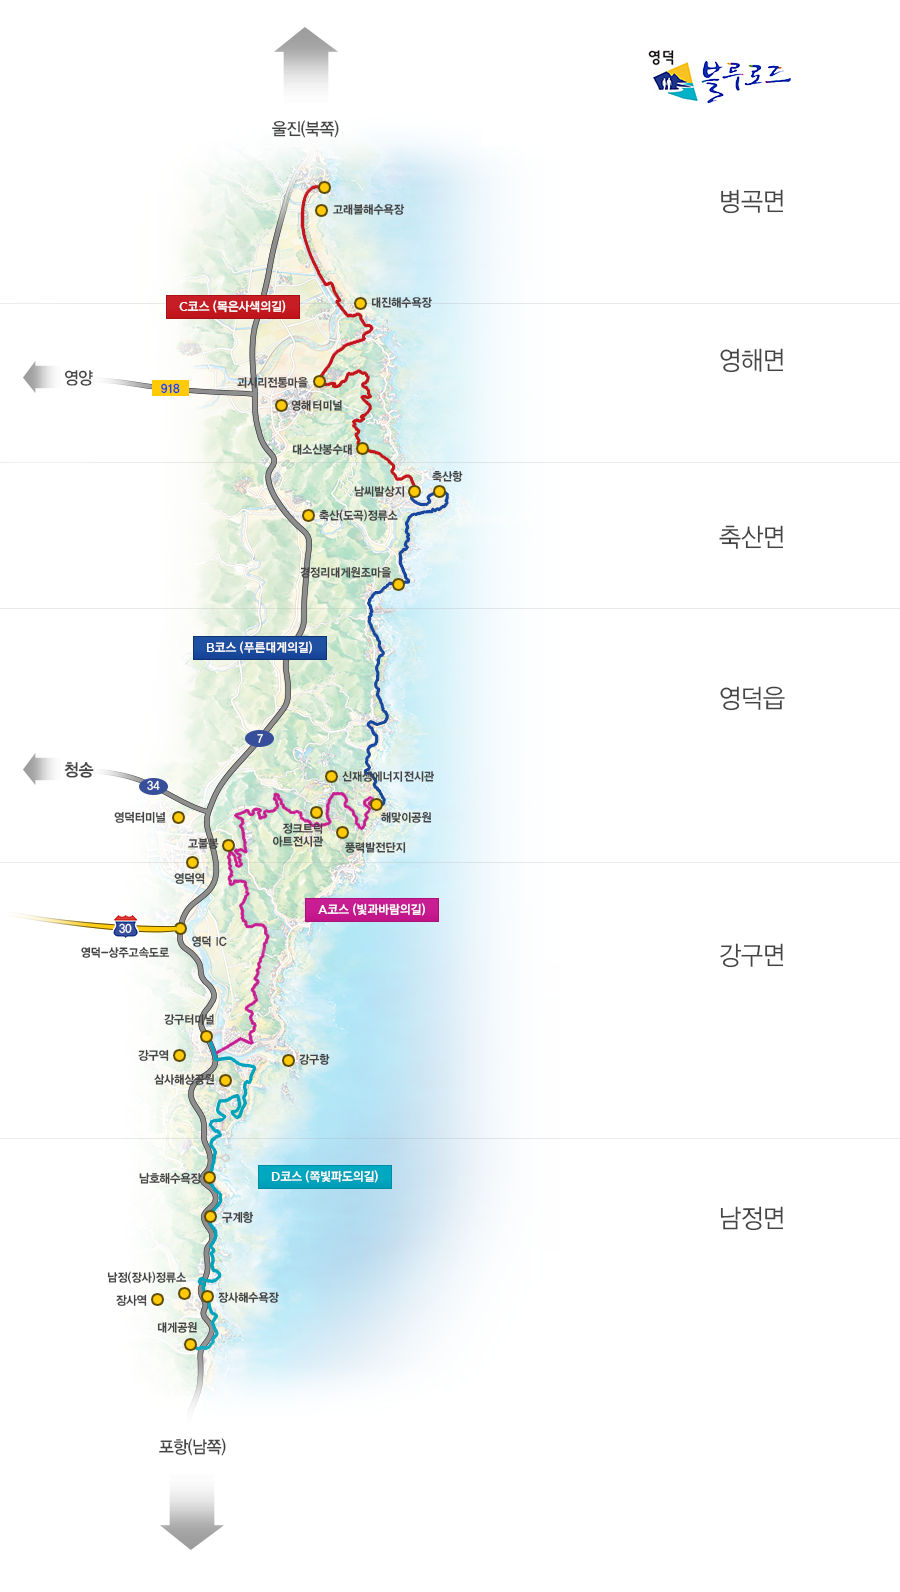 영덕
블루로드
울진(북쪽)
병곡면
고래불해수욕장
대진해수욕장
C코스 (목은사색의길)
영해면
영양
918
괴시리전통마을
영해터미널
대소산봉수대
축산항
남씨발상지
축산(도곡)정류소
축산면
경정리대게원조마을
B코스 (푸른대게의길)
영덕읍
7
청송
34
신재생에너지전시관
영덕터미널
해맞이공원
정크트릭
아트전시관
고불봉
풍력발전단지
영덕역
A코스 (빛과바람의길)
30
영덕 IC
영덕-상주고속도로
강구면
강구터미널
강구역
강구항
삼사해상공원
남호해수욕장
D코스 (쪽빛파도의길)
구계항
남정면
남정(장사)정류소
장사역
장사해수욕장
대게공원
포항(남쪽)